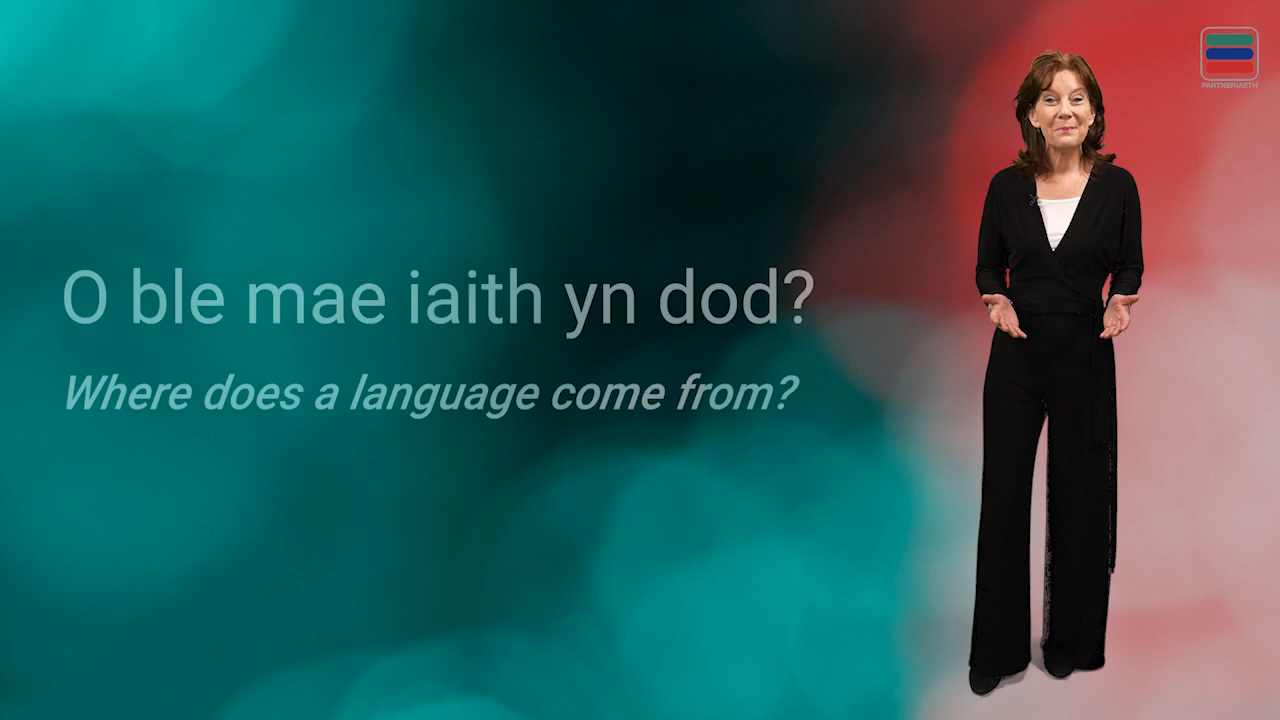 O ble mae iaith yn dod?
Where does a language come from?
PARTNERIAETH